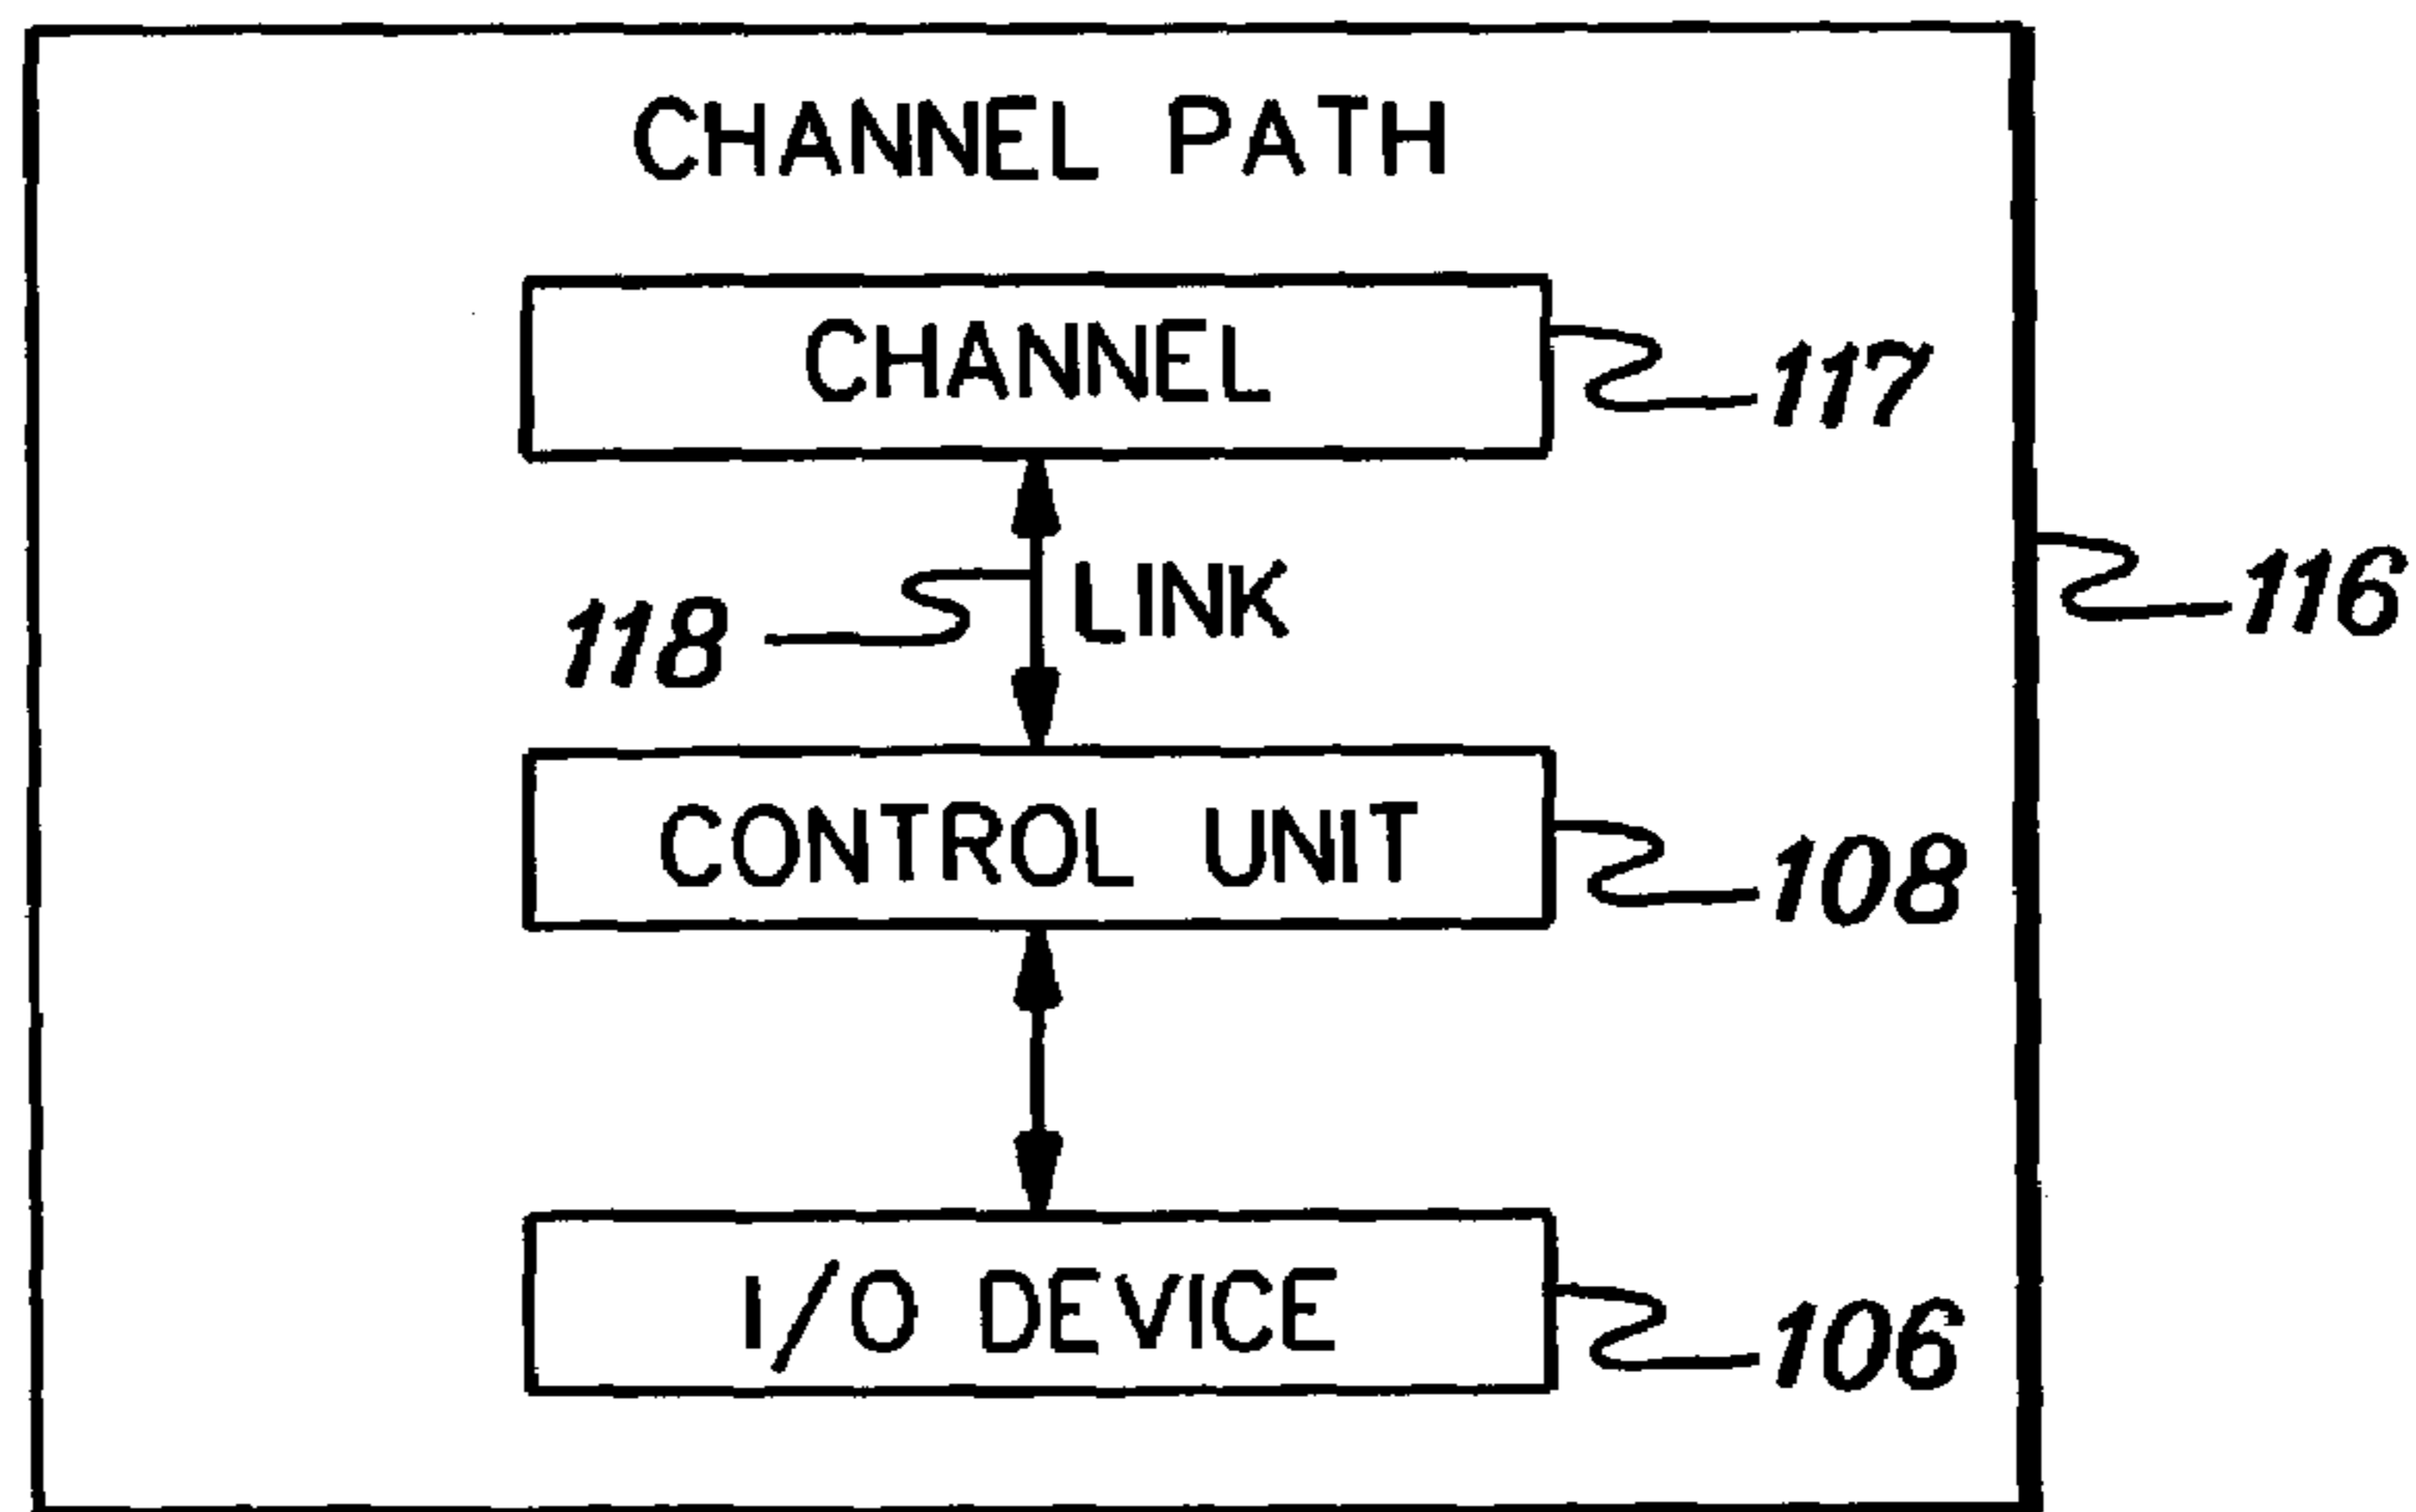 CHANNEL PATH
CHANNEL
117
LINK
118
116
CONTROL UNIT
108
I/O DEVICE
106